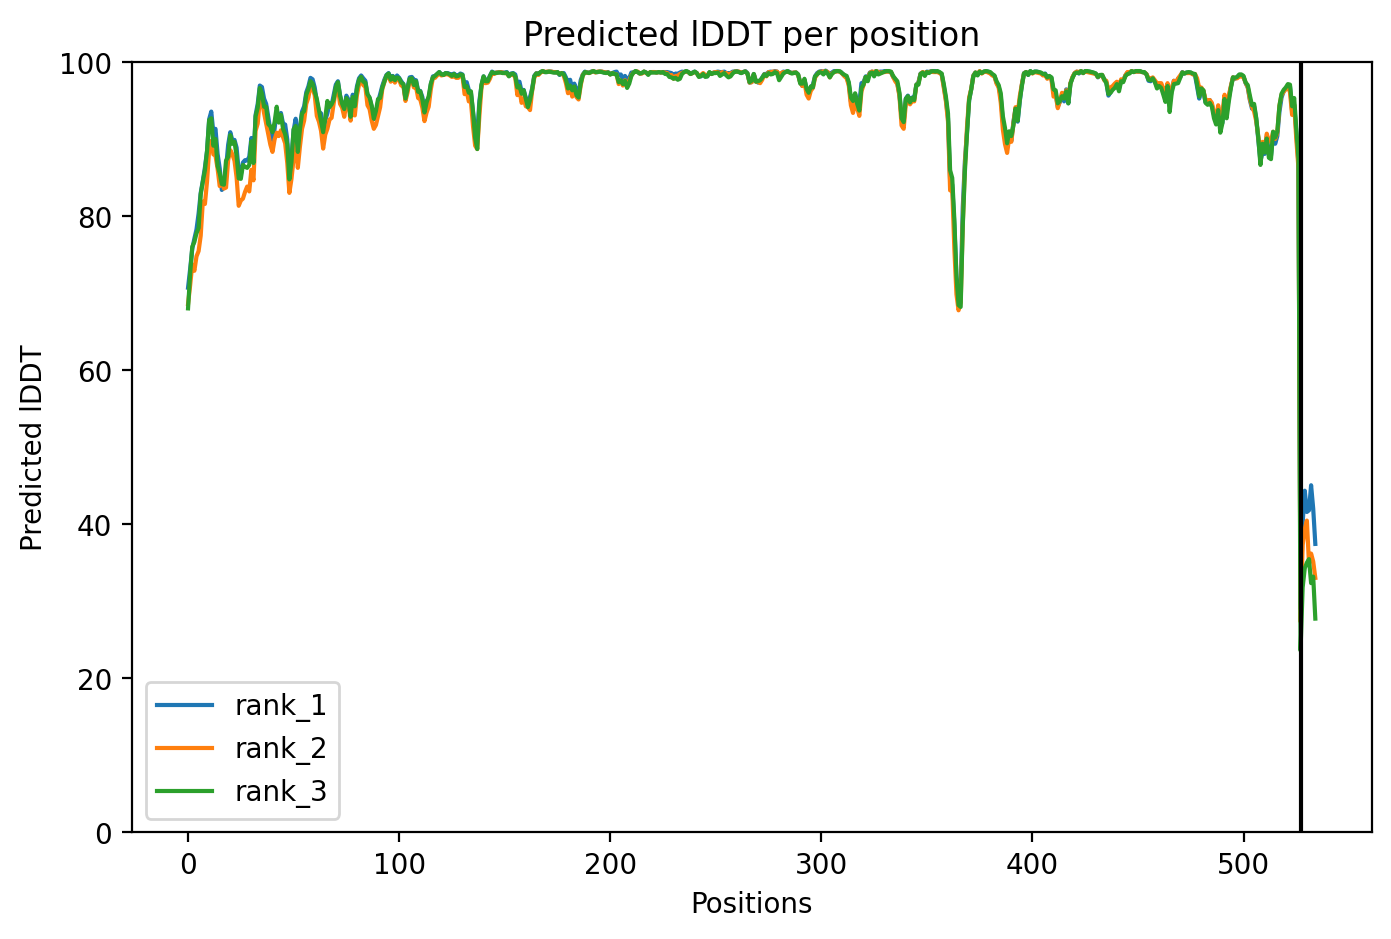 Predicted lDDT per position
100
80
60
40
20
0
Predicted lDDT
rank_1
rank_2
rank_3
0 100 200 300 400 500
Positions